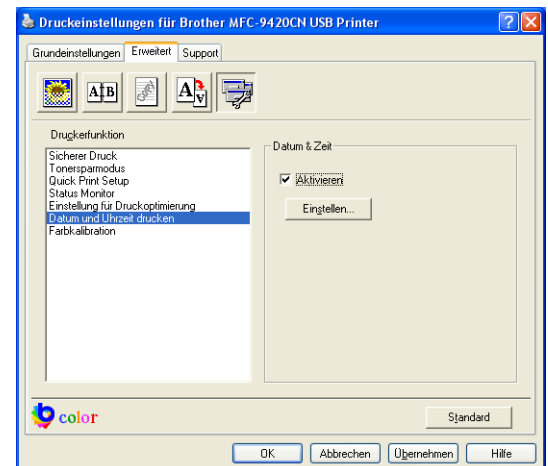 Druckeinstellungen für Brother MFC-9420CN USB Printer
Grundeinstellungen Erweitert Support
A B
A A
Druckerfunktion
Sicherer Druck
Tonersparmodus
Quick Print Setup
Status Monitor
Einstellung für Druckoptimierung
Datum und Uhrzeit drucken
Farbkalibration
Datum & Zeit
Aktivieren
Einstellen...
color
Standard
OK Abbrechen Übernehmen Hilfe